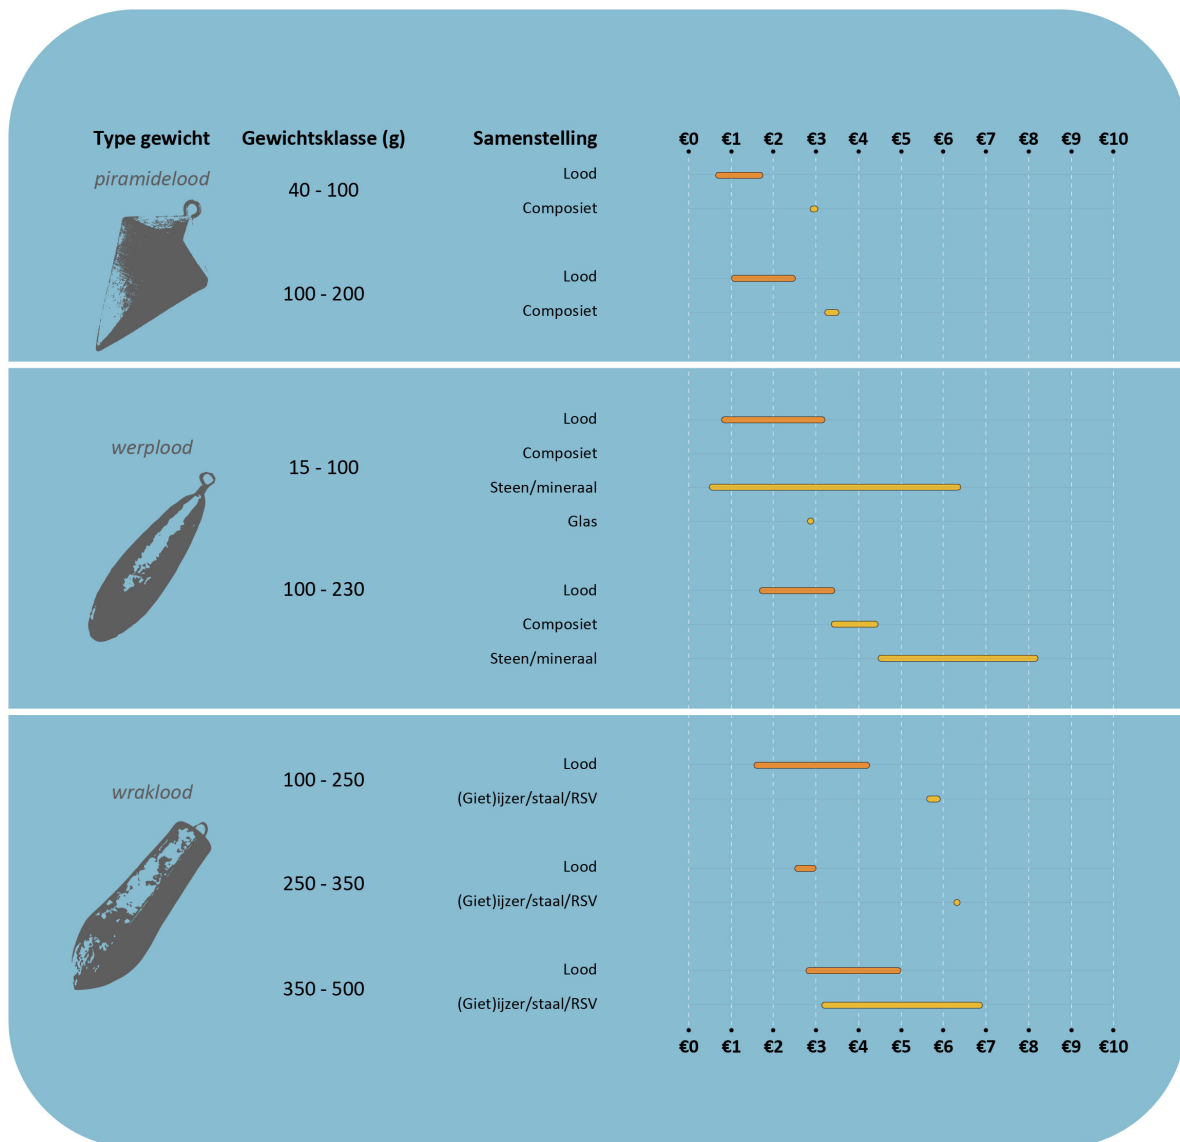 Type gewicht Gewichtsklasse (g) Samenstelling €0 €1 €2 €3 €4 €5 €6 €7 €8 €9 €10
piramidelood
40 - 100
Lood
Composiet
100 - 200
Lood
Composiet
werplood
15 - 100
Lood
Composiet
Steen/mineraal
Glas
100 - 230
Lood
Composiet
Steen/mineraal
wraklood
100 - 250
Lood
(Giet)ijzer/staal/RSV
250 - 350
Lood
(Giet)ijzer/staal/RSV
350 - 500
Lood
(Giet)ijzer/staal/RSV
€0 €1 €2 €3 €4 €5 €6 €7 €8 €9 €10